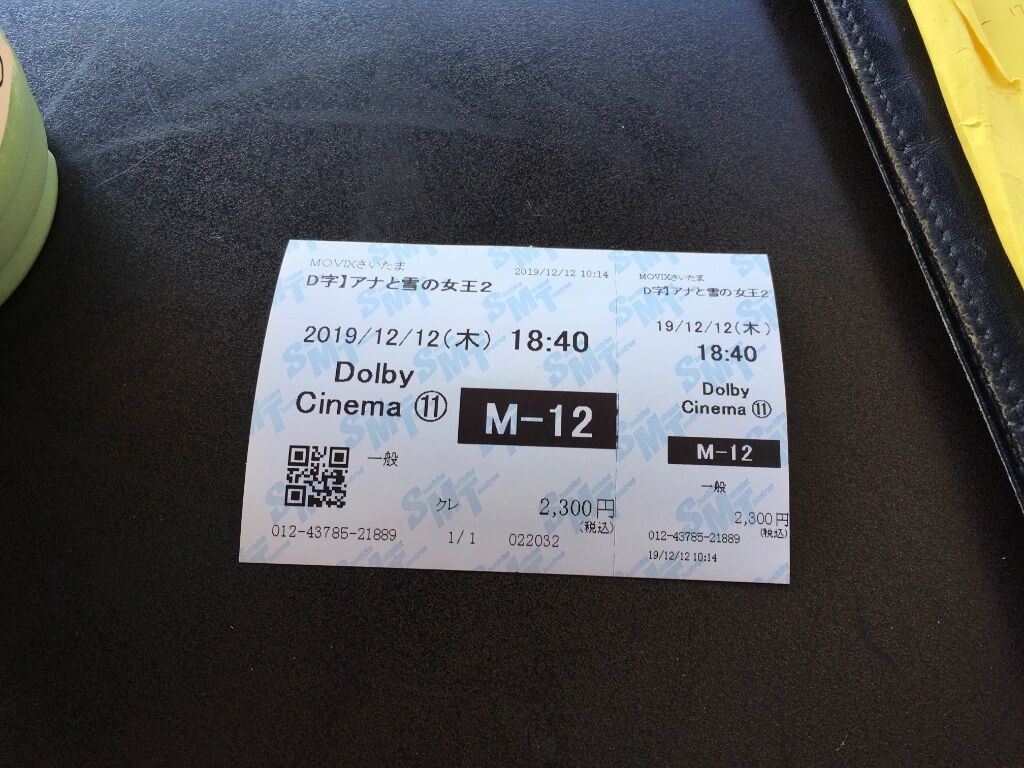 MOVIXさいたま
2019/12/12 10:14
D字】アナと雪の女王2
2019/12/12(木) 18:40
Dolby
Cinema ⑪
M-12
一般
クレ
2,300円
(税込)
012-43785-21889
1/1
022032
MOVIXさいたま
D字】アナと雪の女王2
19/12/12(木)
18:40
Dolby
Cinema ⑪
M-12
一般
2,300円
(税込)
012-43785-21889
19/12/12 10:14
SMT